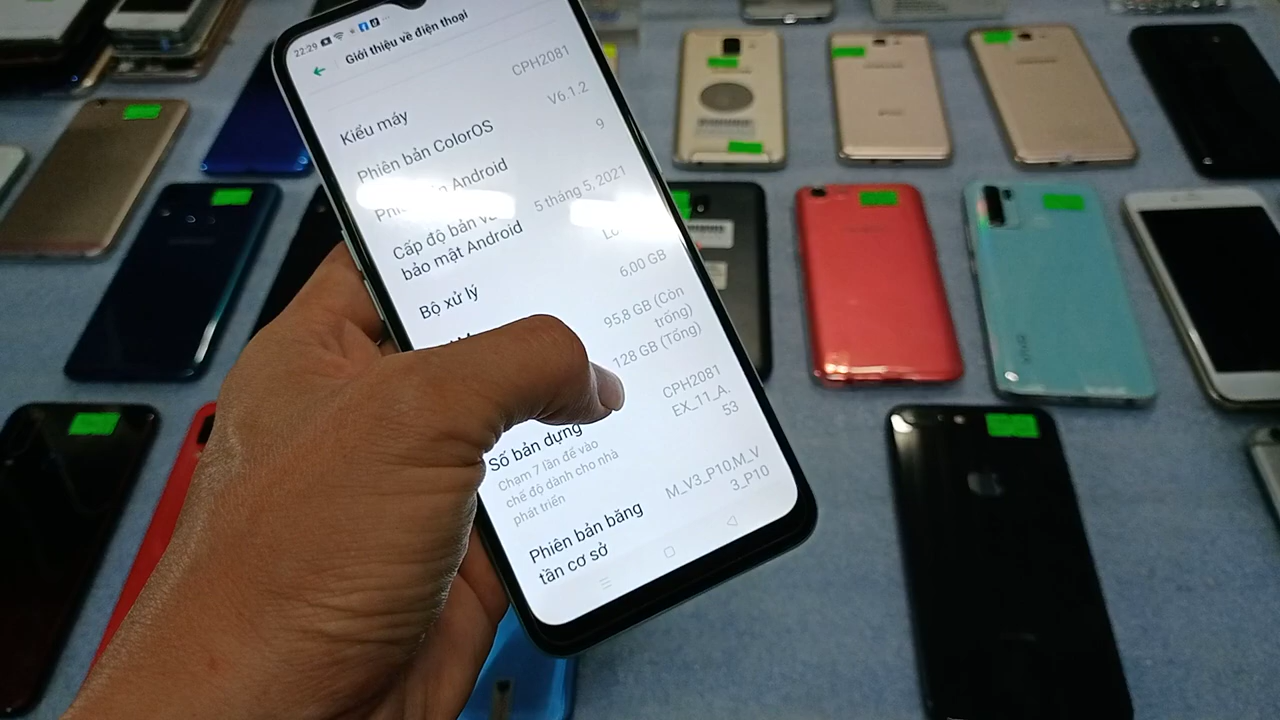 22:29
Giới thiệu về điện thoại
Kiểu máy
CPH2081
Phiên bản ColorOS
V6.1.2
Android
9
Cấp độ bản
bảo mật Android
5 tháng 5, 2021
Bộ xử lý
6,00 GB
95,8 GB (Còn
trống)
128 GB (Tổng)
Số bản dựng
Chạm 7 lần để vào
chế độ dành cho nhà
phát triển
CPH2081
EX_11_A.
53
Phiên bản băng
tần cơ sở
M_V3_P10,M_V
3_P10